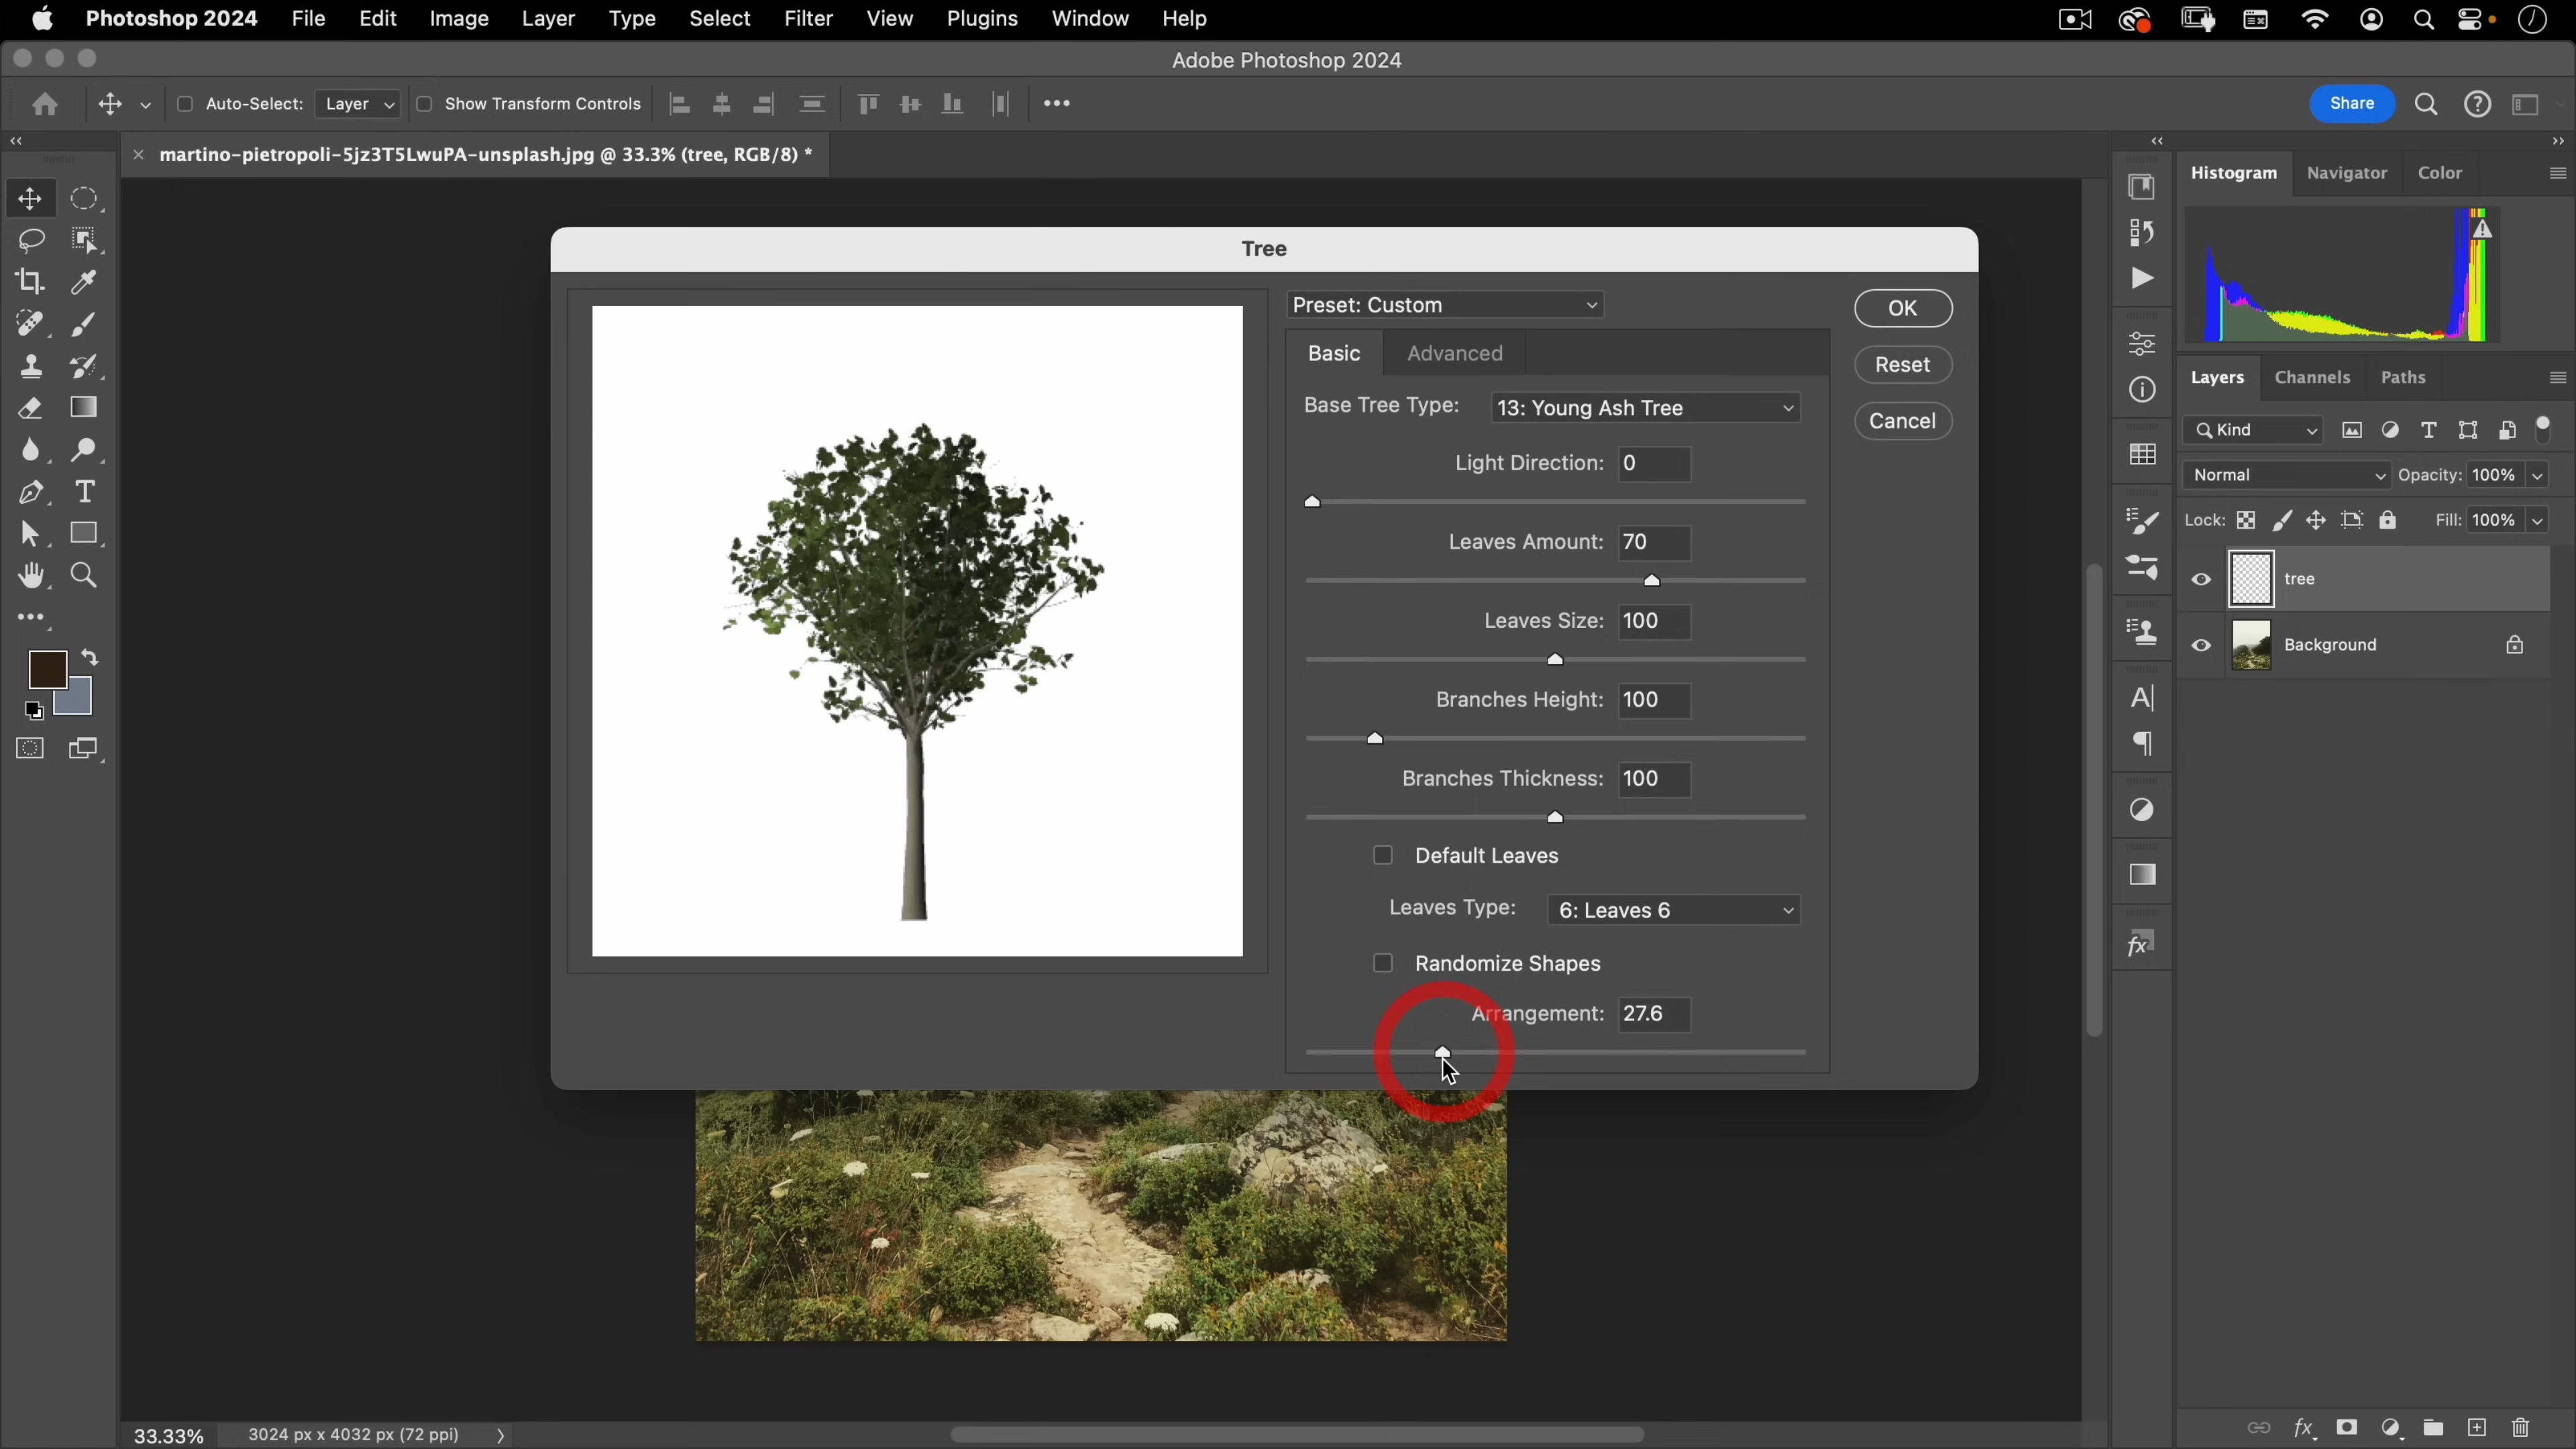 Photoshop 2024 File Edit Image Layer Type Select Filter View Plugins Window Help
Adobe Photoshop 2024
Auto-Select: Layer Show Transform Controls Share
martino-pietropoli-5jz3T5LwuPA-unsplash.jpg @ 33.3% (tree, RGB/8) *
Histogram Navigator Color
Tree
Preset: Custom
OK
Basic Advanced
Reset
Base Tree Type: 13: Young Ash Tree
Cancel
Light Direction: 0
Leaves Amount: 70
Leaves Size: 100
Branches Height: 100
Branches Thickness: 100
Default Leaves
Leaves Type: 6: Leaves 6
Randomize Shapes
Arrangement: 27.6
Layers Channels Paths
Kind
Normal Opacity: 100%
Lock: Fill: 100%
tree
Background
33.33% 3024 px x 4032 px (72 ppi)